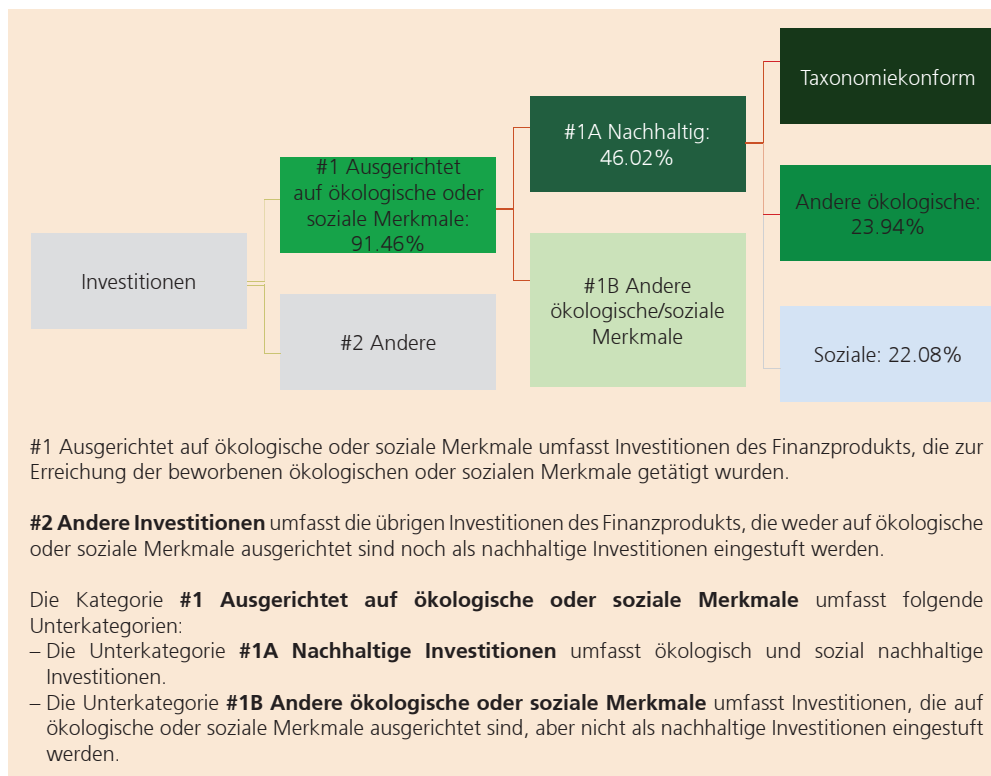 Taxonomiekonform
#1A Nachhaltig:
46.02%
#1 Ausgerichtet
auf ökologische oder
soziale Merkmale:
91.46%
Andere ökologische:
23.94%
Investitionen
#1B Andere
ökologische/soziale
Merkmale
#2 Andere
Soziale: 22.08%
#1 Ausgerichtet auf ökologische oder soziale Merkmale umfasst Investitionen des Finanzprodukts, die zur
Erreichung der beworbenen ökologischen oder sozialen Merkmale getätigt wurden.
#2 Andere Investitionen umfasst die übrigen Investitionen des Finanzprodukts, die weder auf ökologische
oder soziale Merkmale ausgerichtet sind noch als nachhaltige Investitionen eingestuft werden.
Die Kategorie #1 Ausgerichtet auf ökologische oder soziale Merkmale umfasst folgende
Unterkategorien:
– Die Unterkategorie #1A Nachhaltige Investitionen umfasst ökologisch und sozial nachhaltige
Investitionen.
– Die Unterkategorie #1B Andere ökologische oder soziale Merkmale umfasst Investitionen, die auf
ökologische oder soziale Merkmale ausgerichtet sind, aber nicht als nachhaltige Investitionen eingestuft
werden.